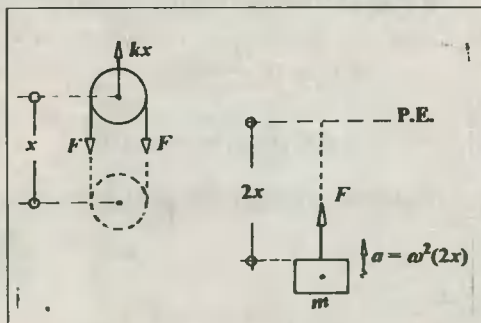 kx
x
F
F
P.E.
2x
F
a = ω²(2x)
m